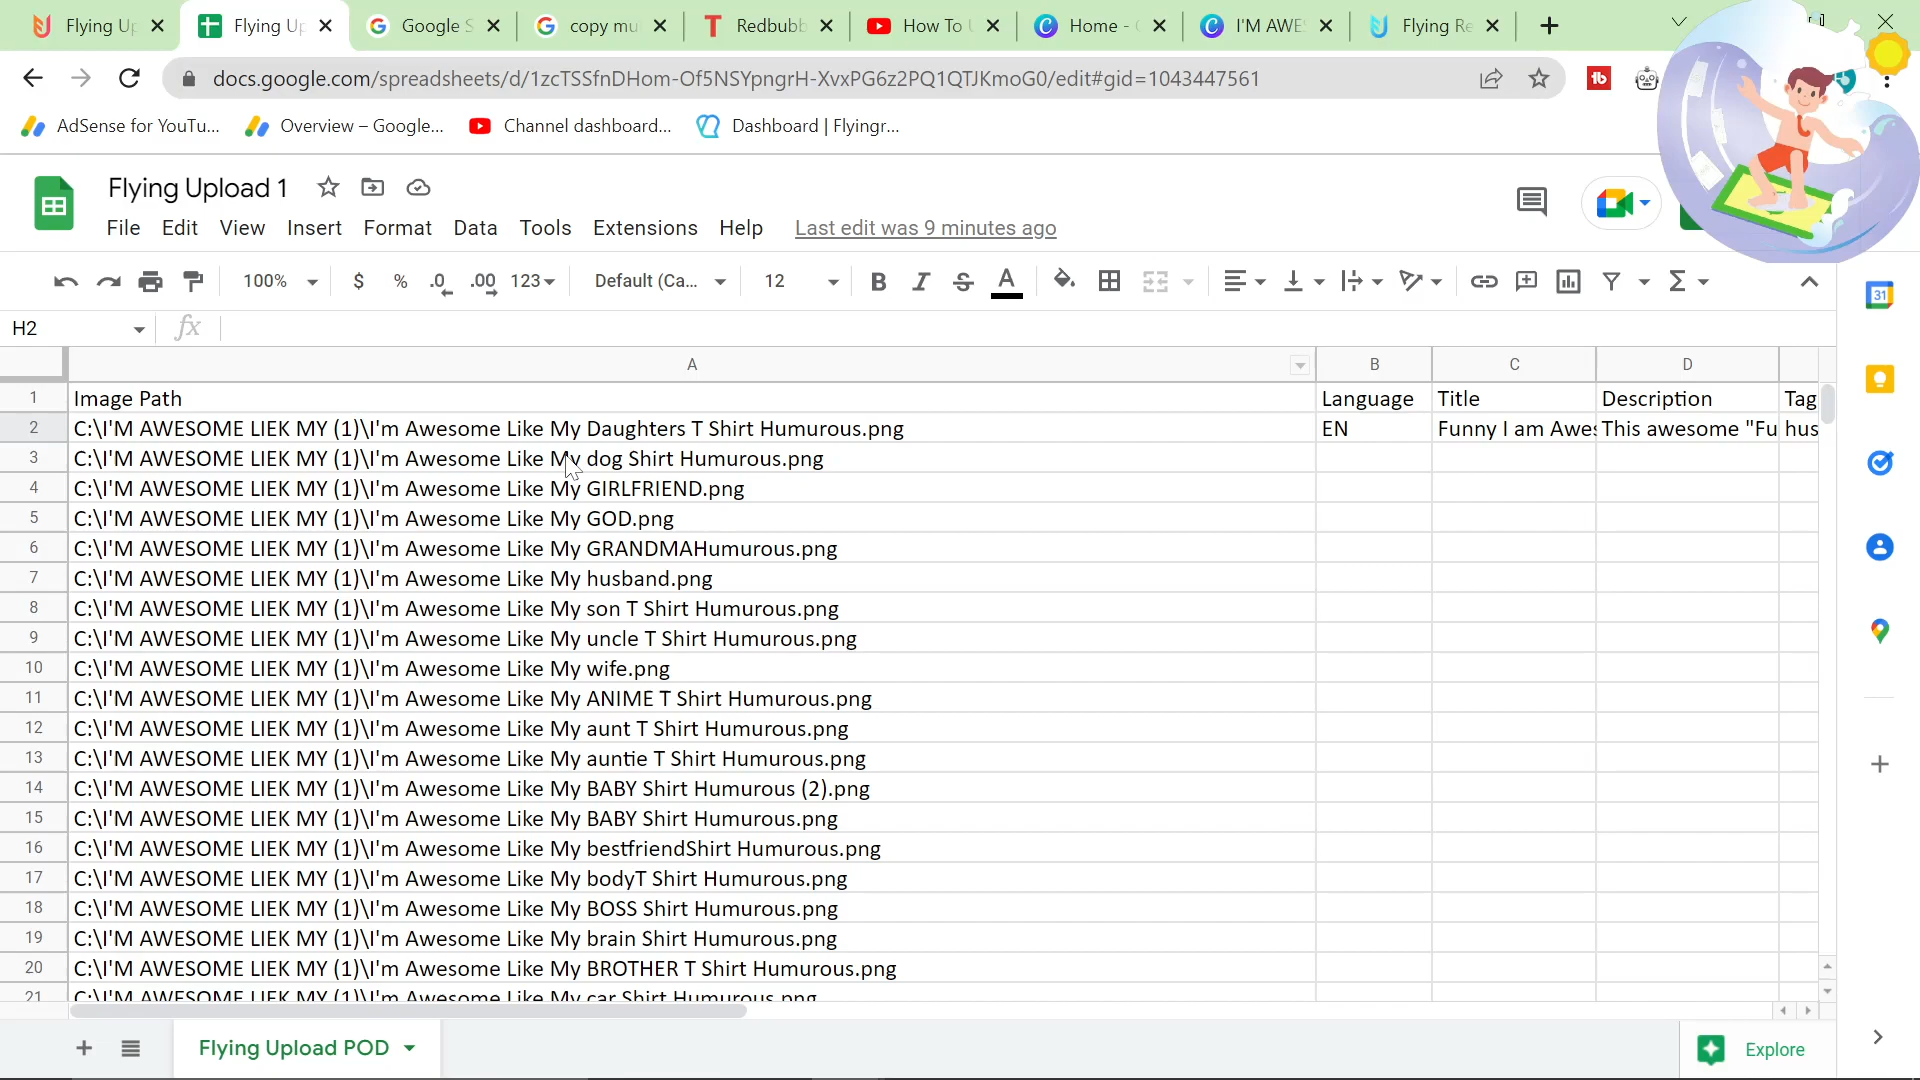 Flying Up
Flying Up
Google S
copy mu
Redbubb
How To U
Home - C
I'M AWES
Flying Re
docs.google.com/spreadsheets/d/1zcTSSfnDHom-Of5NSYpngrH-XvxPG6z2PQ1QTJKmoG0/edit#gid=1043447561
AdSense for YouTu...
Overview – Google...
Channel dashboard...
Dashboard | Flyingr...
Flying Upload 1
File Edit View Insert Format Data Tools Extensions Help Last edit was 9 minutes ago
100% $ % .0 .00 123 Default (Ca... 12 B I S A
31
H2 fx
A B C D
1 Image Path Language Title Description Tag
2 C:\I'M AWESOME LIEK MY (1)\I'm Awesome Like My Daughters T Shirt Humurous.png EN Funny I am Awes This awesome "Fu hus
3 C:\I'M AWESOME LIEK MY (1)\I'm Awesome Like My dog Shirt Humurous.png
4 C:\I'M AWESOME LIEK MY (1)\I'm Awesome Like My GIRLFRIEND.png
5 C:\I'M AWESOME LIEK MY (1)\I'm Awesome Like My GOD.png
6 C:\I'M AWESOME LIEK MY (1)\I'm Awesome Like My GRANDMAHumurous.png
7 C:\I'M AWESOME LIEK MY (1)\I'm Awesome Like My husband.png
8 C:\I'M AWESOME LIEK MY (1)\I'm Awesome Like My son T Shirt Humurous.png
9 C:\I'M AWESOME LIEK MY (1)\I'm Awesome Like My uncle T Shirt Humurous.png
10 C:\I'M AWESOME LIEK MY (1)\I'm Awesome Like My wife.png
11 C:\I'M AWESOME LIEK MY (1)\I'm Awesome Like My ANIME T Shirt Humurous.png
12 C:\I'M AWESOME LIEK MY (1)\I'm Awesome Like My aunt T Shirt Humurous.png
13 C:\I'M AWESOME LIEK MY (1)\I'm Awesome Like My auntie T Shirt Humurous.png
14 C:\I'M AWESOME LIEK MY (1)\I'm Awesome Like My BABY Shirt Humurous (2).png
15 C:\I'M AWESOME LIEK MY (1)\I'm Awesome Like My BABY Shirt Humurous.png
16 C:\I'M AWESOME LIEK MY (1)\I'm Awesome Like My bestfriendShirt Humurous.png
17 C:\I'M AWESOME LIEK MY (1)\I'm Awesome Like My bodyT Shirt Humurous.png
18 C:\I'M AWESOME LIEK MY (1)\I'm Awesome Like My BOSS Shirt Humurous.png
19 C:\I'M AWESOME LIEK MY (1)\I'm Awesome Like My brain Shirt Humurous.png
20 C:\I'M AWESOME LIEK MY (1)\I'm Awesome Like My BROTHER T Shirt Humurous.png
21 C:\I'M AWESOME LIEK MY (1)\I'm Awesome Like My car Shirt Humurous.png
Flying Upload POD
Explore